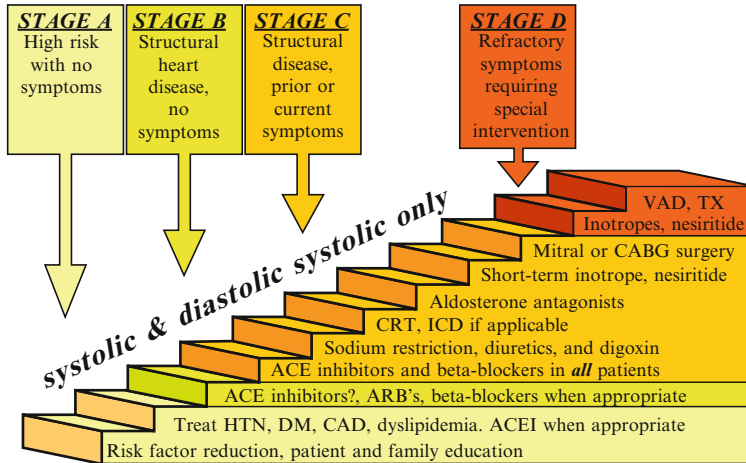 STAGE A
High risk
with no
symptoms
STAGE B
Structural
heart
disease,
no
symptoms
STAGE C
Structural
disease,
prior or
current
symptoms
STAGE D
Refractory
symptoms
requiring
special
intervention
systolic & diastolic systolic only
VAD, TX
Inotropes, nesiritide
Mitral or CABG surgery
Short-term inotrope, nesiritide
Aldosterone antagonists
CRT, ICD if applicable
Sodium restriction, diuretics, and digoxin
ACE inhibitors and beta-blockers in all patients
ACE inhibitors?, ARB's, beta-blockers when appropriate
Treat HTN, DM, CAD, dyslipidemia. ACEI when appropriate
Risk factor reduction, patient and family education